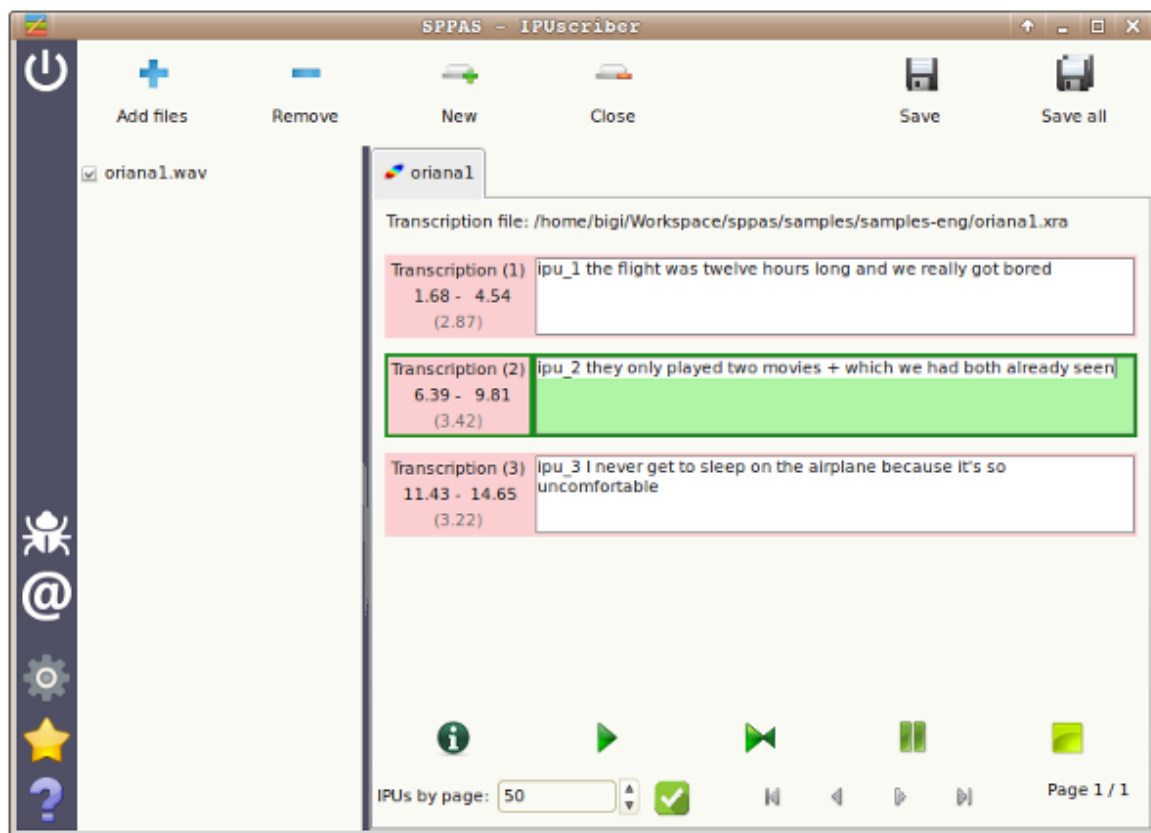 SPPAS - IPUscriber
Add files
Remove
New
Close
Save
Save all
oriana1.wav
oriana1
Transcription file: /home/bigi/Workspace/sppas/samples/samples-eng/oriana1.xra
Transcription (1)
1.68 - 4.54
(2.87)
ipu_1 the flight was twelve hours long and we really got bored
Transcription (2)
6.39 - 9.81
(3.42)
ipu_2 they only played two movies + which we had both already seen
Transcription (3)
11.43 - 14.65
(3.22)
ipu_3 I never get to sleep on the airplane because it's so
uncomfortable
IPUs by page: 50
Page 1 / 1